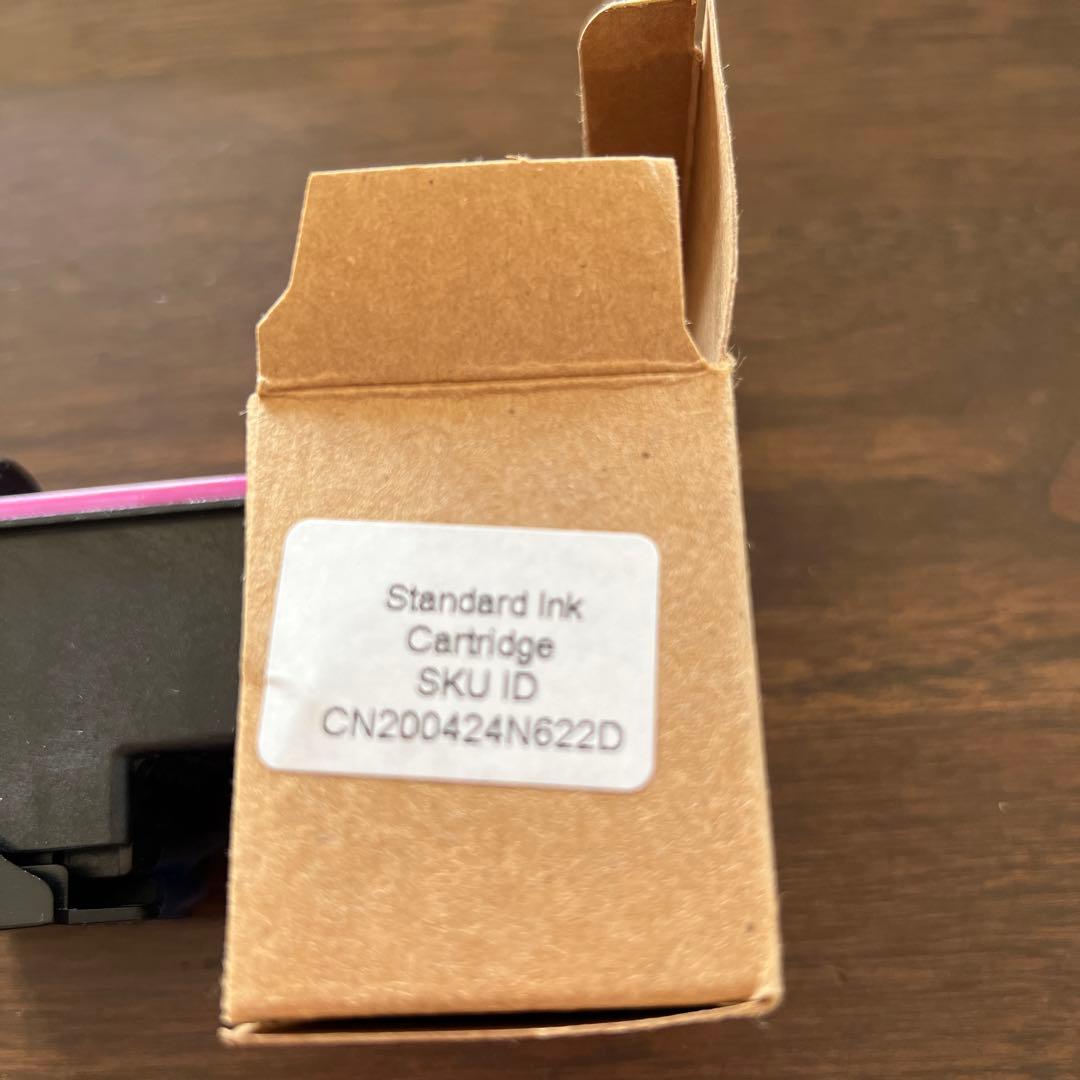 Standard Ink
Cartridge
SKU ID
CN200424N622D